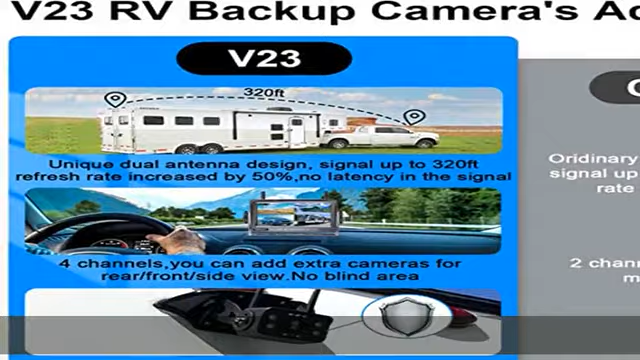 V23 RV Backup Camera's
V23
320ft
Unique dual antenna design, signal up to 320ft
refresh rate increased by 50%,no latency in the signal
4 channels,you can add extra cameras for
rear/front/side view.No blind area
Oridinary
signal up
rate
2 chann